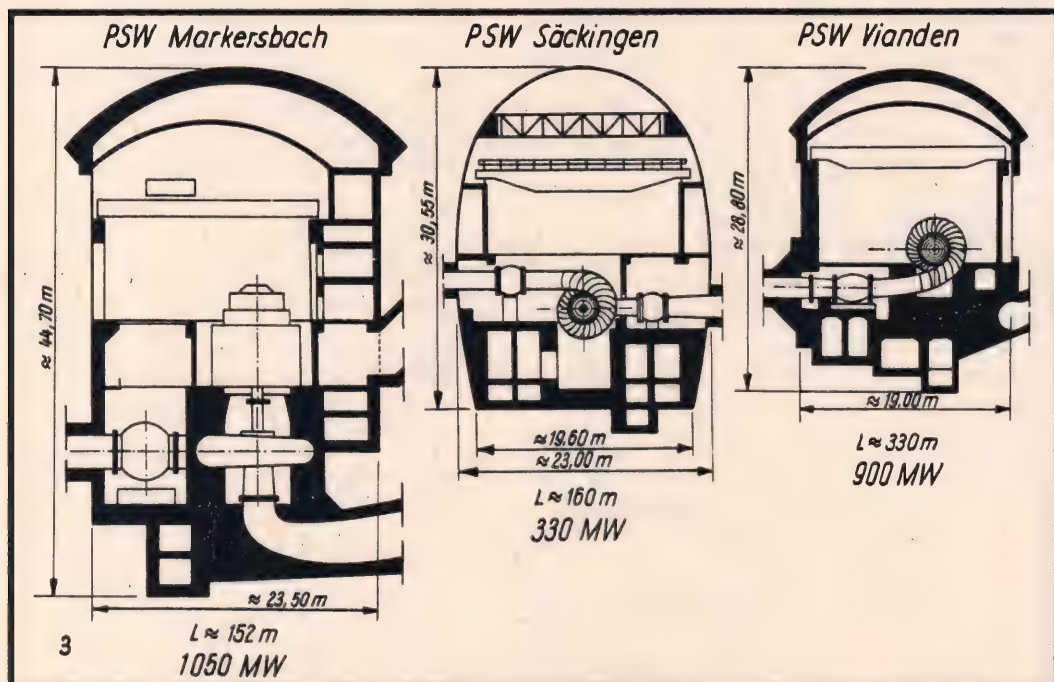 PSW Markersbach
≈ 44,70 m
≈ 23,50 m
L ≈ 152 m
1050 MW
PSW Säckingen
≈ 30,55 m
≈ 19,60 m
≈ 23,00 m
L ≈ 160 m
330 MW
PSW Vianden
≈ 28,80 m
≈ 19,00 m
L ≈ 330 m
900 MW
3